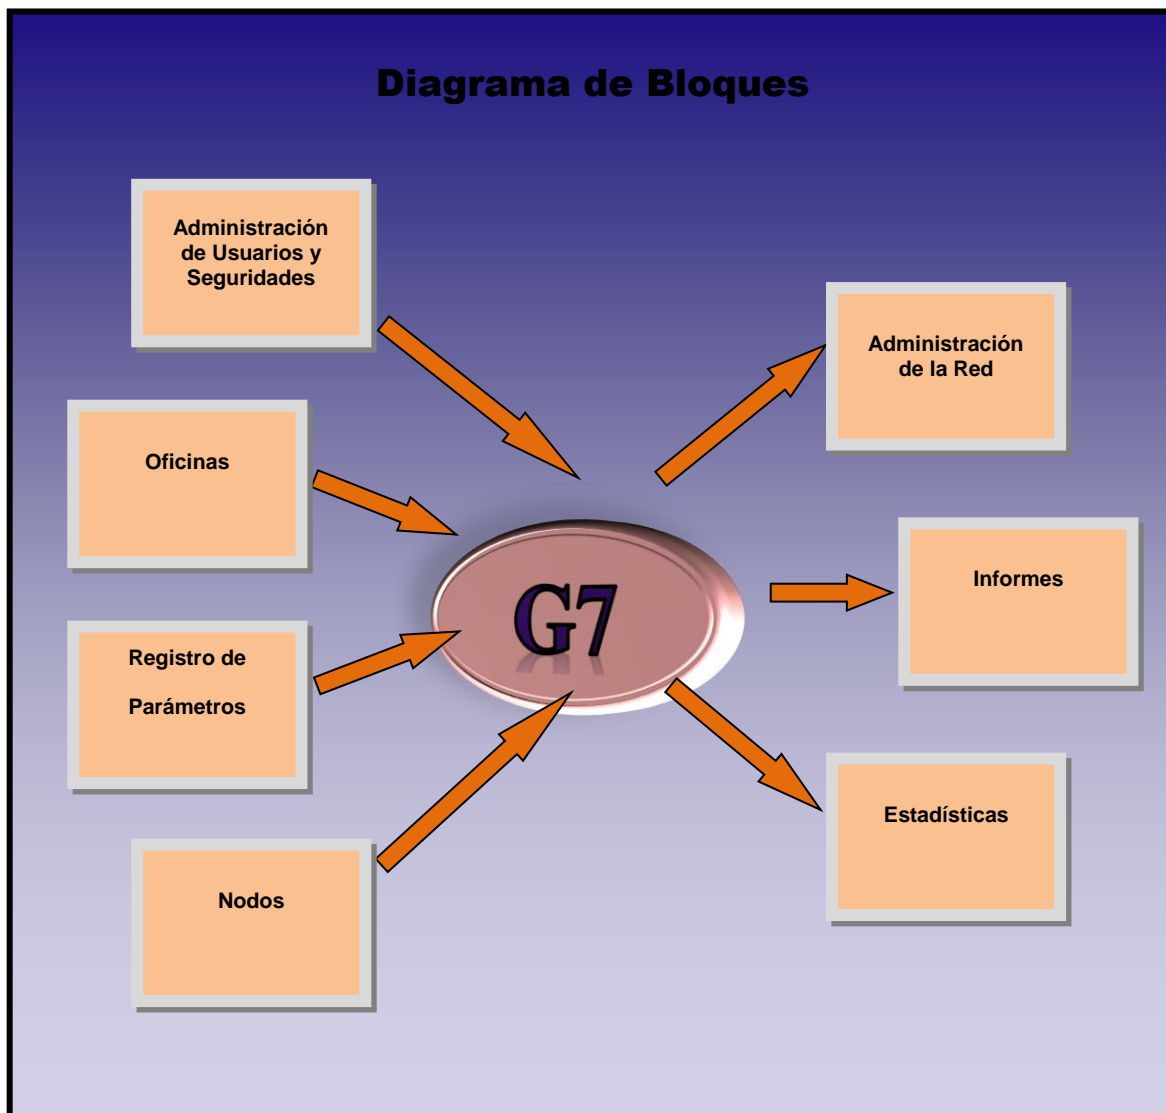 Diagrama de Bloques
Administración
de Usuarios y
Seguridades
Administración
de la Red
Oficinas
Informes
G7
Registro de
Parámetros
Estadísticas
Nodos